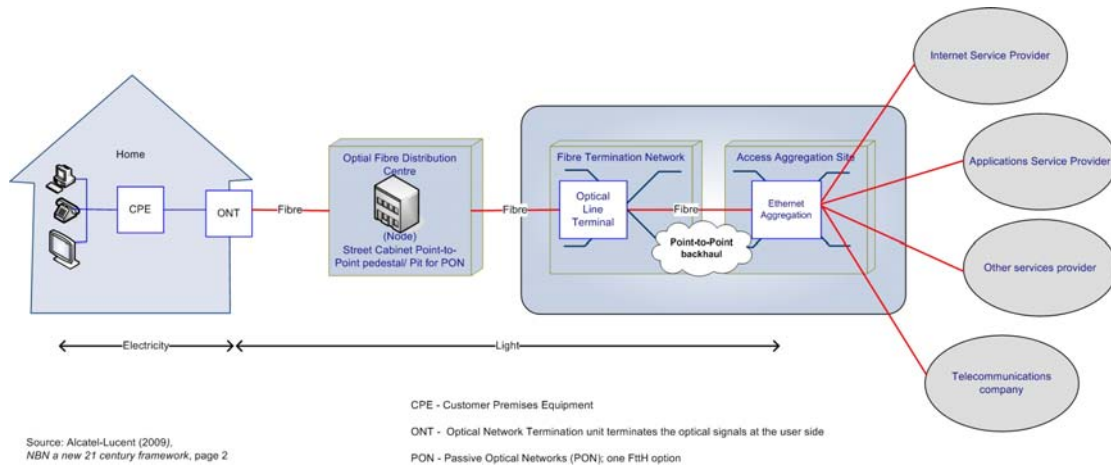 Home
CPE
ONT
Fibre
Optial Fibre Distribution
Centre
(Node)
Street Cabinet Point-to-
Point pedestal/ Pit for PON
Fibre
Fibre Termination Network
Optical
Line
Terminal
Fibre
Point-to-Point
backhaul
Access Aggregation Site
Ethernet
Aggregation
Internet Service Provider
Applications Service Provider
Other services provider
Telecommunications
company
Electricity
Light
CPE - Customer Premises Equipment
ONT - Optical Network Termination unit terminates the optical signals at the user side
PON - Passive Optical Networks (PON); one FttH option
Source: Alcatel-Lucent (2009),
NBN a new 21 century framework, page 2